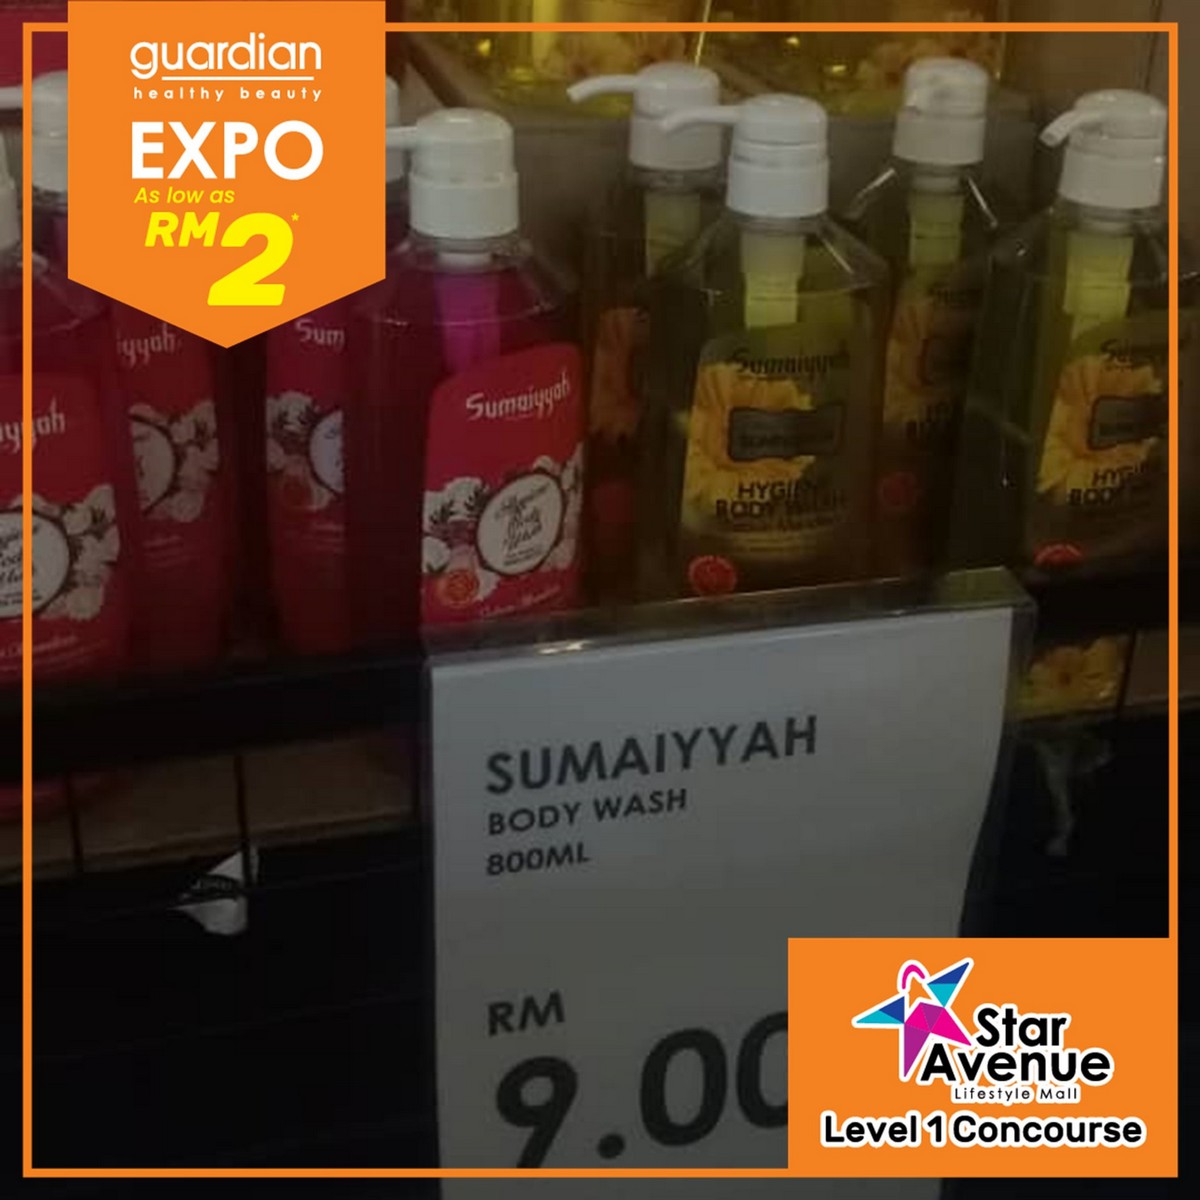 guardian
healthy beauty
EXPO
As low as
RM2*
Sumaiyyah
Sumaiyyah
HYGIENE
BODY WASH
SUMAIYYAH
BODY WASH
800ML
RM
9.00
Star
Avenue
Lifestyle Mall
Level 1 Concourse